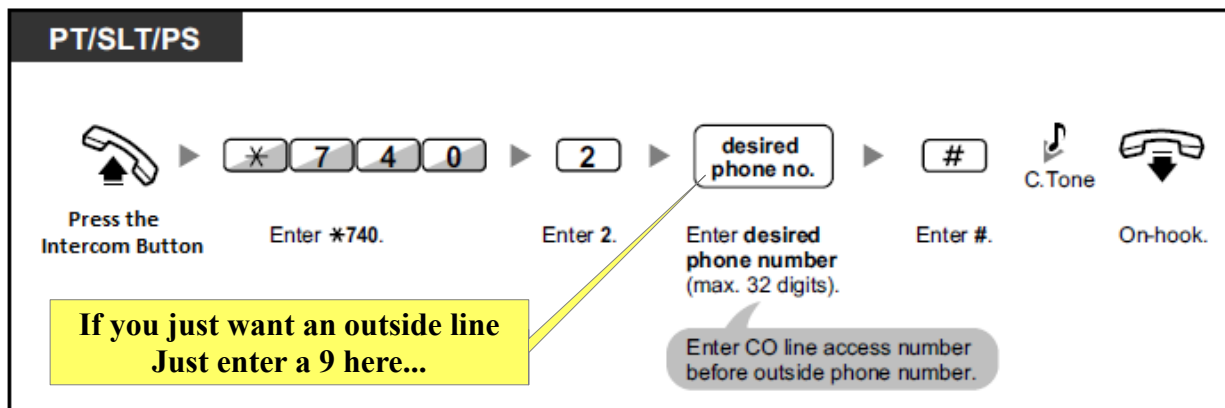 PT/SLT/PS
* 7 4 0
2
desired
phone no.
#
C.Tone
Press the
Intercom Button
Enter *740.
Enter 2.
Enter desired
phone number
(max. 32 digits).
Enter #.
On-hook.
If you just want an outside line
Just enter a 9 here...
Enter CO line access number
before outside phone number.